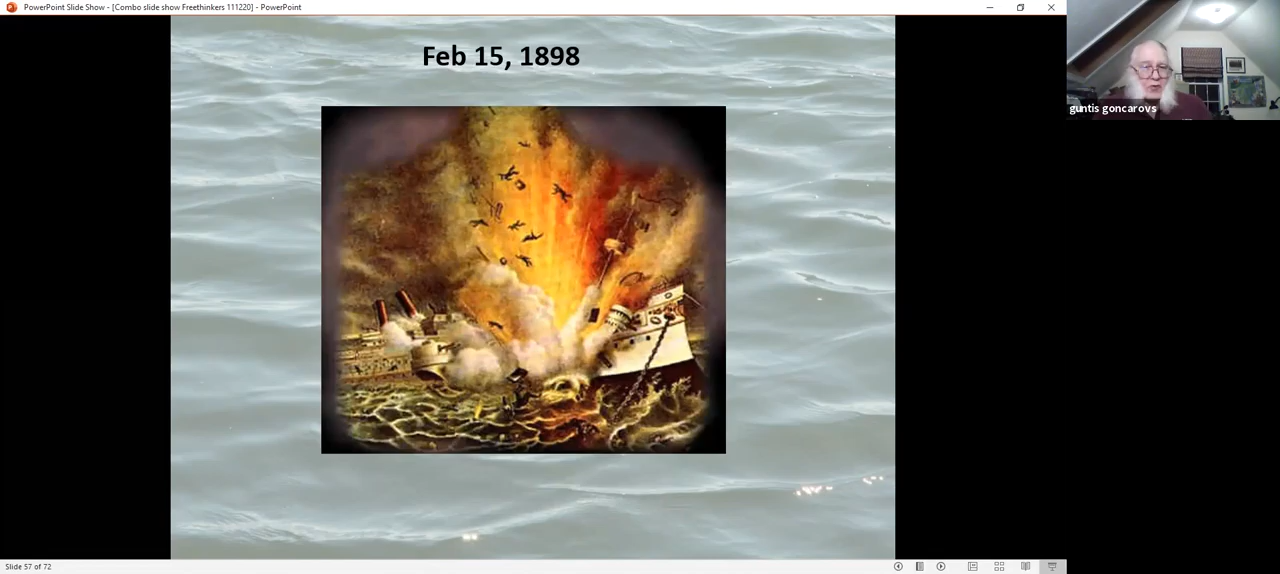 PowerPoint Slide Show - [Combo slide show Freethinkers 111220] - PowerPoint
Feb 15, 1898
guntis goncarovs
Slide 57 of 72